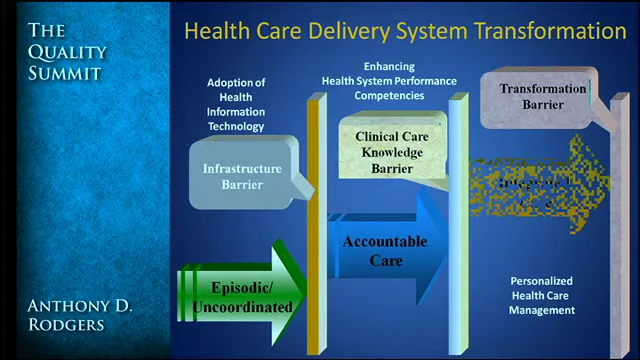 THE
QUALITY
SUMMIT
Health Care Delivery System Transformation
Adoption of
Health
Information
Technology
Enhancing
Health System Performance
Competencies
Transformation
Barrier
Clinical Care
Knowledge
Barrier
Infrastructure
Barrier
Accountable
Care
Episodic/
Uncoordinated
Personalized
Health Care
Management
ANTHONY D.
RODGERS